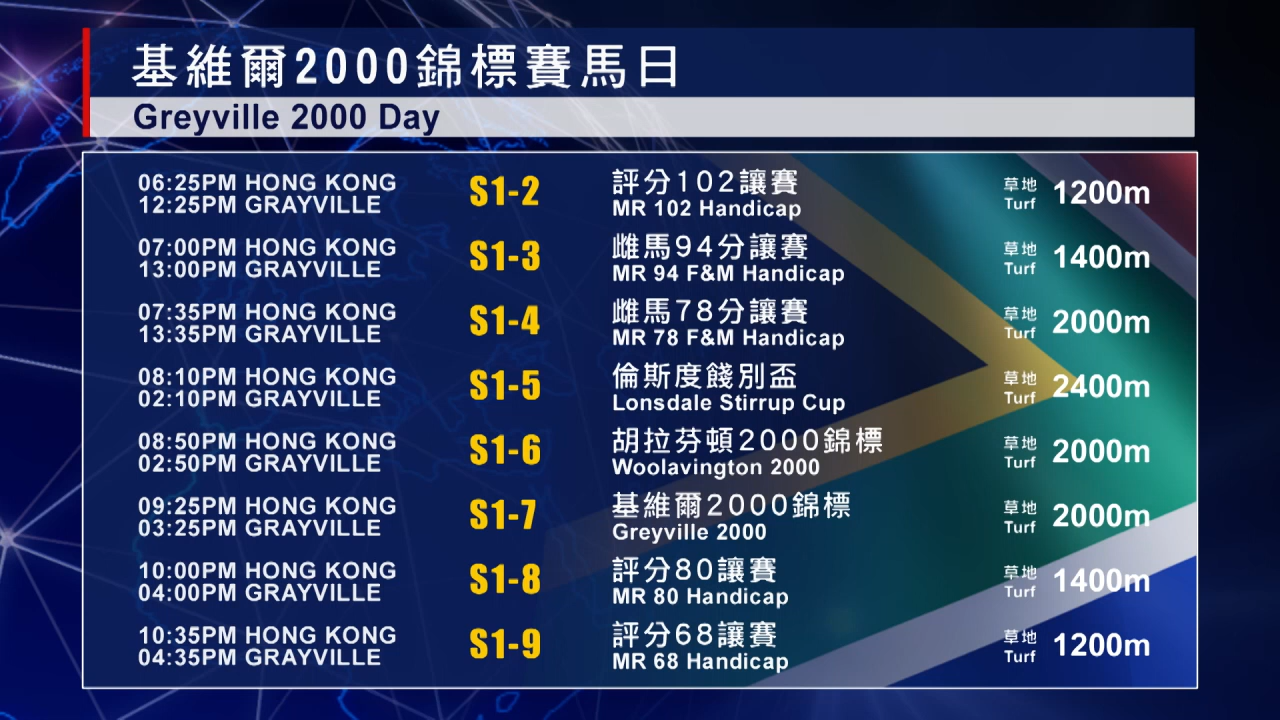 基維爾2000錦標賽馬日
Greyville 2000 Day
06:25PM HONG KONG
12:25PM GRAYVILLE
S1-2
評分102讓賽
MR 102 Handicap
草地
Turf
1200m
07:00PM HONG KONG
13:00PM GRAYVILLE
S1-3
雌馬94分讓賽
MR 94 F&M Handicap
草地
Turf
1400m
07:35PM HONG KONG
13:35PM GRAYVILLE
S1-4
雌馬78分讓賽
MR 78 F&M Handicap
草地
Turf
2000m
08:10PM HONG KONG
02:10PM GRAYVILLE
S1-5
倫斯度餞別盃
Lonsdale Stirrup Cup
草地
Turf
2400m
08:50PM HONG KONG
02:50PM GRAYVILLE
S1-6
胡拉芬頓2000錦標
Woolavington 2000
草地
Turf
2000m
09:25PM HONG KONG
03:25PM GRAYVILLE
S1-7
基維爾2000錦標
Greyville 2000
草地
Turf
2000m
10:00PM HONG KONG
04:00PM GRAYVILLE
S1-8
評分80讓賽
MR 80 Handicap
草地
Turf
1400m
10:35PM HONG KONG
04:35PM GRAYVILLE
S1-9
評分68讓賽
MR 68 Handicap
草地
Turf
1200m